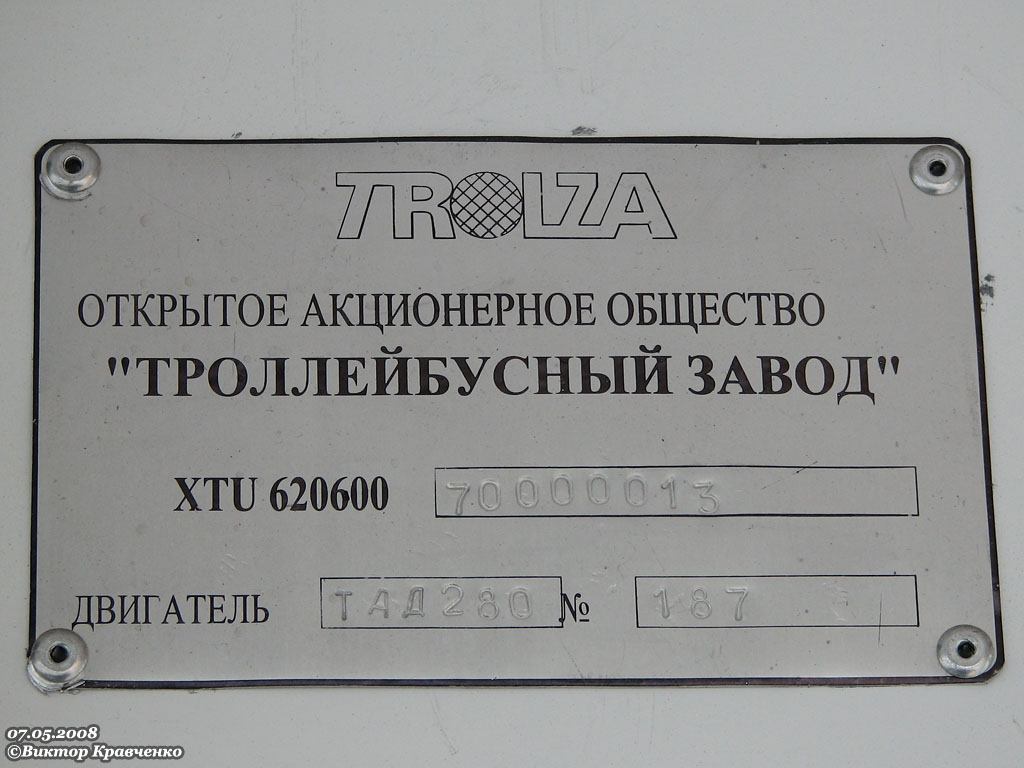 TROLZA
ОТКРЫТОЕ АКЦИОНЕРНОЕ ОБЩЕСТВО
"ТРОЛЛЕЙБУСНЫЙ ЗАВОД"
XTU 620600 70000013
ДВИГАТЕЛЬ ТАД280 № 187
07.05.2008
©Виктор Кравченко